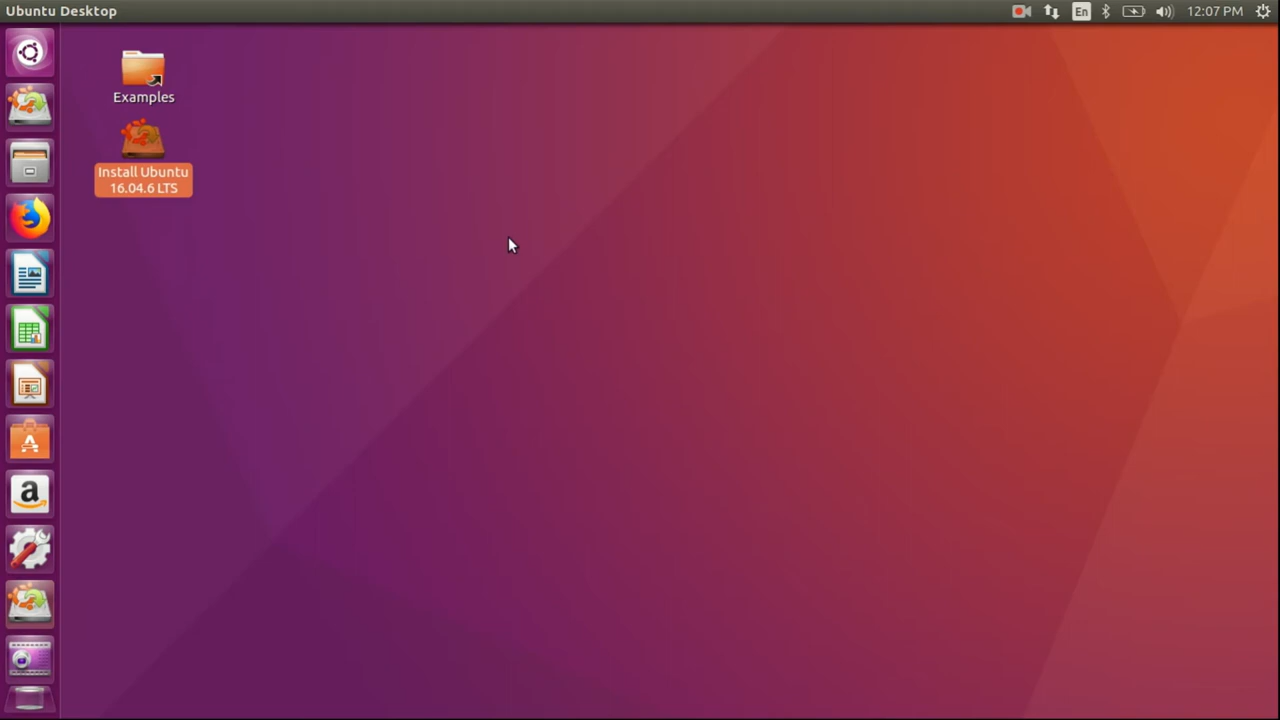 Ubuntu Desktop
En
12:07 PM
Examples
Install Ubuntu
16.04.6 LTS